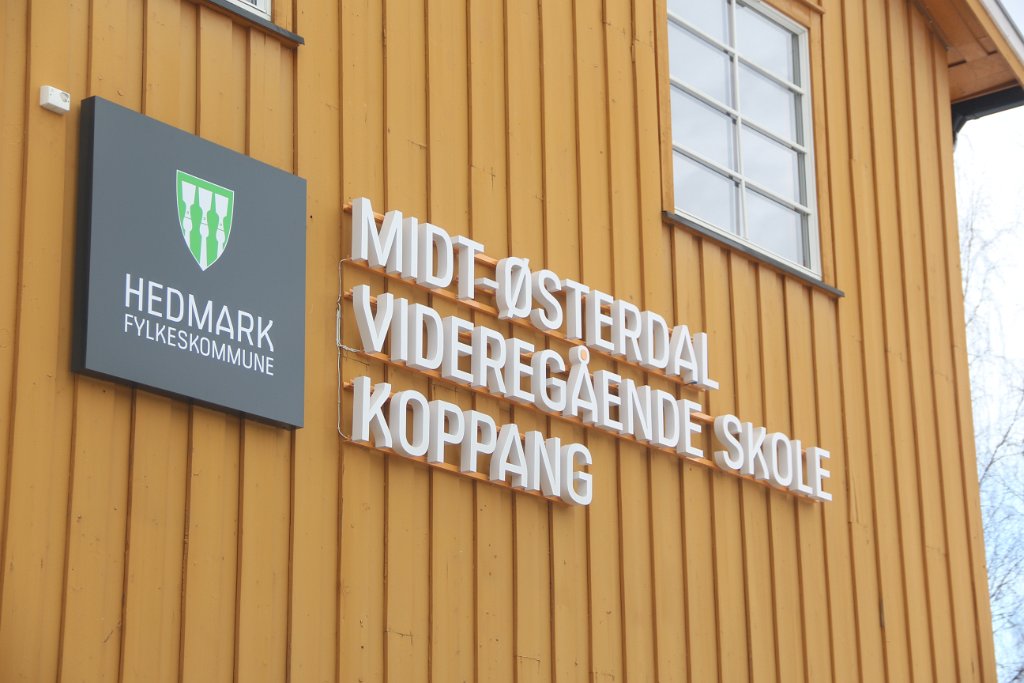 HEDMARK
FYLKESKOMMUNE
MIDT-ØSTERDAL
VIDEREGÅENDE SKOLE
KOPPANG